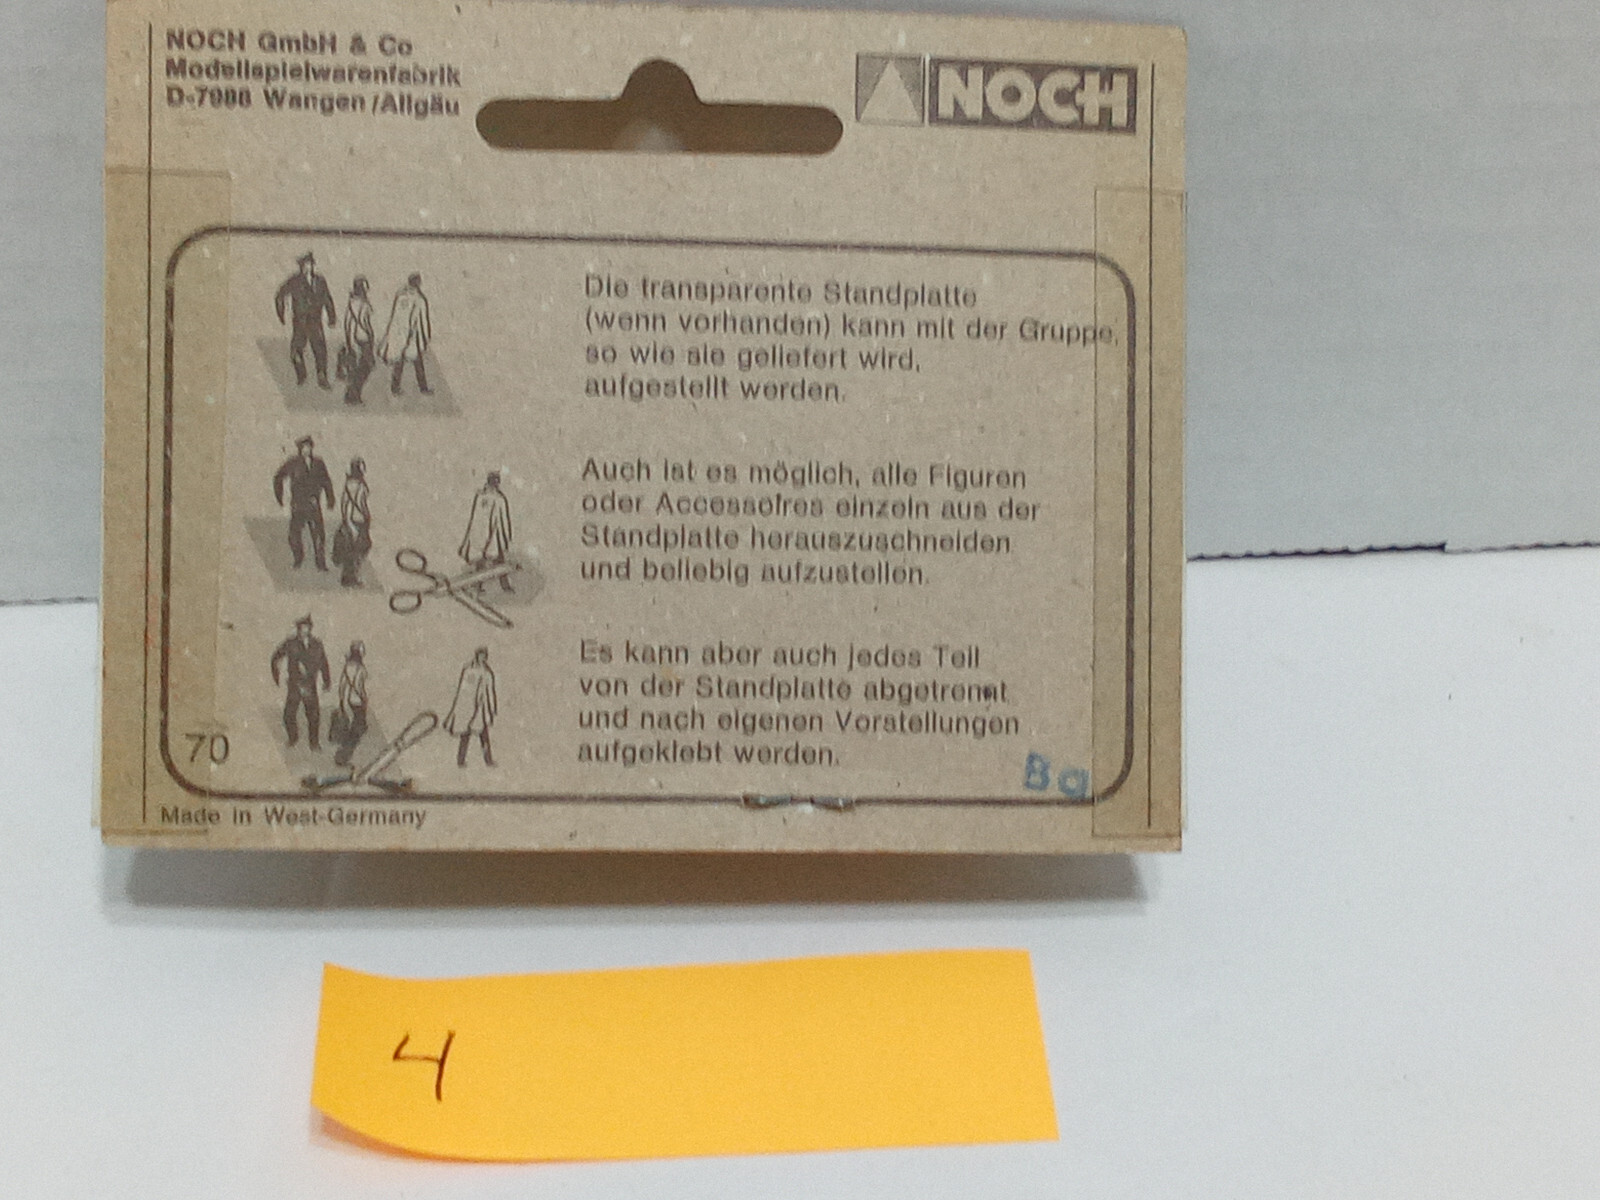 NOCH GmbH & Co
Modellspielwarenfabrik
D-7988 Wangen/Allgäu
NOCH
Die transparente Standplatte
(wenn vorhanden) kann mit der Gruppe,
so wie sie geliefert wird,
aufgestellt werden.
Auch ist es möglich, alle Figuren
oder Accessoires einzeln aus der
Standplatte herauszuschneiden
und beliebig aufzustellen.
Es kann aber auch jedes Teil
von der Standplatte abgetrennt
und nach eigenen Vorstellungen
aufgeklebt werden.
70
Bg
Made in West-Germany
4